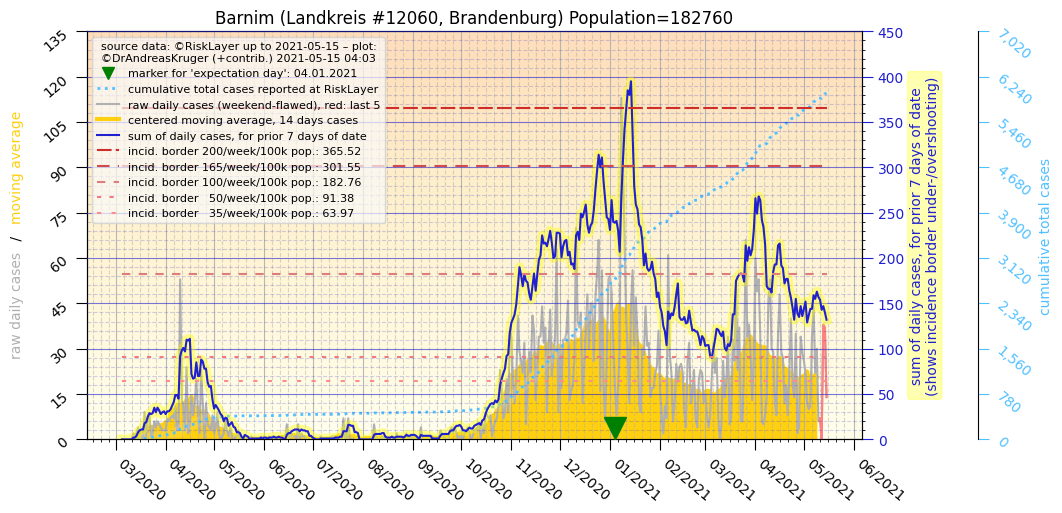 Barnim (Landkreis #12060, Brandenburg) Population=182760
source data: ©RiskLayer up to 2021-05-15 – plot:
©DrAndreasKruger (+contrib.) 2021-05-15 04:03
marker for 'expectation day': 04.01.2021
cumulative total cases reported at RiskLayer
raw daily cases (weekend-flawed), red: last 5
centered moving average, 14 days cases
sum of daily cases, for prior 7 days of date
incid. border 200/week/100k pop.: 365.52
incid. border 165/week/100k pop.: 301.55
incid. border 100/week/100k pop.: 182.76
incid. border   50/week/100k pop.: 91.38
incid. border   35/week/100k pop.: 63.97
raw daily cases / moving average
135
120
105
90
75
60
45
30
15
0
03/2020
04/2020
05/2020
06/2020
07/2020
08/2020
09/2020
10/2020
11/2020
12/2020
01/2021
02/2021
03/2021
04/2021
05/2021
06/2021
450
400
350
300
250
200
150
100
50
0
sum of daily cases, for prior 7 days of date
(shows incidence border under-/overshooting)
7,020
6,240
5,460
4,680
3,900
3,120
2,340
1,560
780
0
cumulative total cases